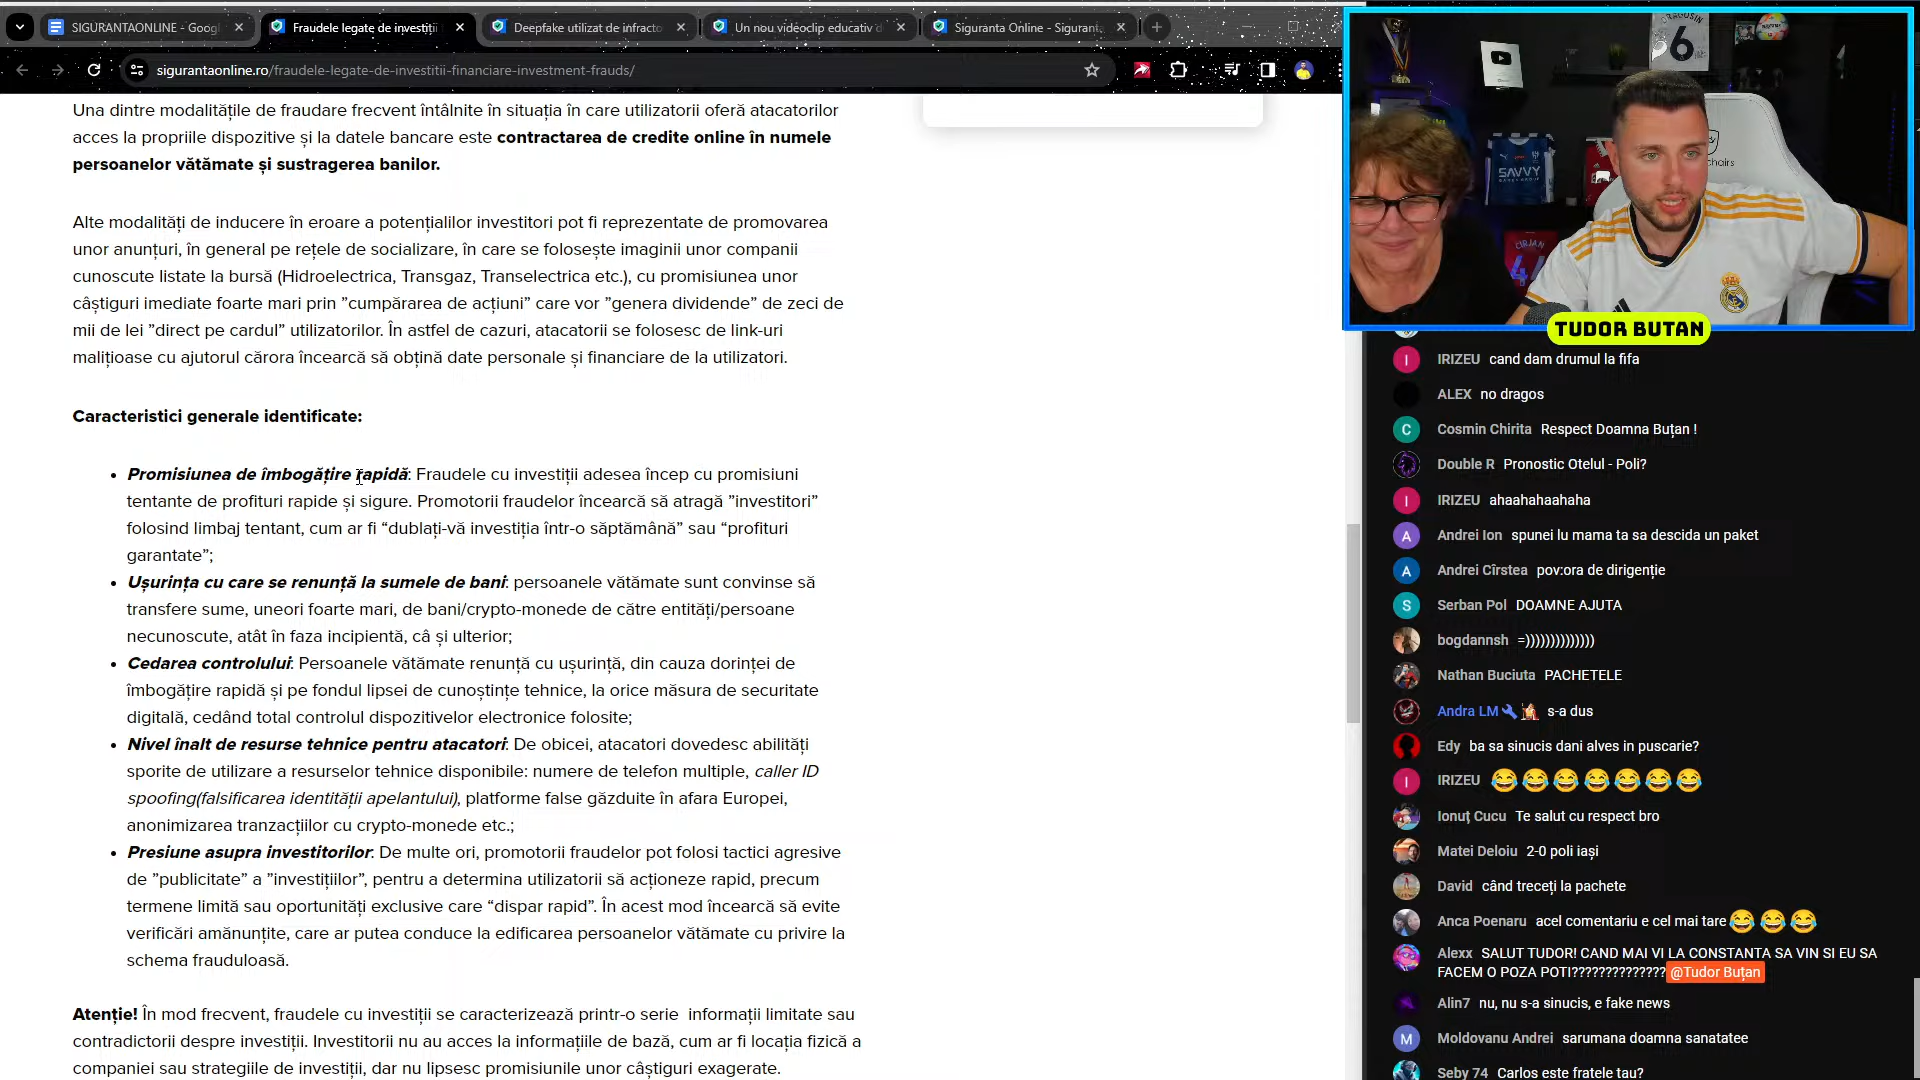 SIGURANTAONLINE - Googl
Fraudele legate de investiții
Deepfake utilizat de infracto
Un nou videoclip educativ d
Siguranta Online - Sigurant
sigurantaonline.ro/fraudele-legate-de-investitii-financiare-investment-frauds/
Una dintre modalitățile de fraudare frecvent întâlnite în situația în care utilizatorii oferă atacatorilor
acces la propriile dispozitive și la datele bancare este contractarea de credite online în numele
persoanelor vătămate și sustragerea banilor.
Alte modalități de inducere în eroare a potențialilor investitori pot fi reprezentate de promovarea
unor anunțuri, în general pe rețele de socializare, în care se folosește imaginii unor companii
cunoscute listate la bursă (Hidroelectrica, Transgaz, Transelectrica etc.), cu promisiunea unor
câștiguri imediate foarte mari prin ”cumpărarea de acțiuni” care vor ”genera dividende” de zeci de
mii de lei ”direct pe cardul” utilizatorilor. În astfel de cazuri, atacatorii se folosesc de link-uri
malițioase cu ajutorul cărora încearcă să obțină date personale și financiare de la utilizatori.
Caracteristici generale identificate:
• Promisiunea de îmbogățire rapidă: Fraudele cu investiții adesea încep cu promisiuni
tentante de profituri rapide și sigure. Promotorii fraudelor încearcă să atragă ”investitori”
folosind limbaj tentant, cum ar fi “dublați-vă investiția într-o săptămână” sau “profituri
garantate”;
• Ușurința cu care se renunță la sumele de bani: persoanele vătămate sunt convinse să
transfere sume, uneori foarte mari, de bani/crypto-monede de către entități/persoane
necunoscute, atât în faza incipientă, câ și ulterior;
• Cedarea controlului: Persoanele vătămate renunță cu ușurință, din cauza dorinței de
îmbogățire rapidă și pe fondul lipsei de cunoștințe tehnice, la orice măsura de securitate
digitală, cedând total controlul dispozitivelor electronice folosite;
• Nivel înalt de resurse tehnice pentru atacatori: De obicei, atacatori dovedesc abilități
sporite de utilizare a resurselor tehnice disponibile: numere de telefon multiple, caller ID
spoofing(falsificarea identității apelantului), platforme false găzduite în afara Europei,
anonimizarea tranzacțiilor cu crypto-monede etc.;
• Presiune asupra investitorilor: De multe ori, promotorii fraudelor pot folosi tactici agresive
de ”publicitate” a ”investițiilor”, pentru a determina utilizatorii să acționeze rapid, precum
termene limită sau oportunități exclusive care “dispar rapid”. În acest mod încearcă să evite
verificări amănunțite, care ar putea conduce la edificarea persoanelor vătămate cu privire la
schema frauduloasă.
Atenție! În mod frecvent, fraudele cu investiții se caracterizează printr-o serie  informații limitate sau
contradictorii despre investiții. Investitorii nu au acces la informațiile de bază, cum ar fi locația fizică a
companiei sau strategiile de investiții, dar nu lipsesc promisiunile unor câștiguri exagerate.
DRAGUSIN
6
SAVVY
chairs
CIRJAN
44
TUDOR BUTAN
I IRIZEU cand dam drumul la fifa
ALEX no dragos
C Cosmin Chirita Respect Doamna Buțan !
Double R Pronostic Otelul - Poli?
I IRIZEU ahaahahaahaha
A Andrei Ion spunei lu mama ta sa descida un paket
A Andrei Cîrstea pov:ora de dirigenție
S Serban Pol DOAMNE AJUTA
bogdannsh =))))))))))))))
Nathan Buciuta PACHETELE
Andra LM s-a dus
Edy ba sa sinucis dani alves in puscarie?
I IRIZEU 😂😂😂😂😂😂😂
Ionuț Cucu Te salut cu respect bro
Matei Deloiu 2-0 poli iași
David când treceți la pachete
Anca Poenaru acel comentariu e cel mai tare😂😂😂
Alexx SALUT TUDOR! CAND MAI VI LA CONSTANTA SA VIN SI EU SA
FACEM O POZA POTI?????????????? @Tudor Buțan
Alin7 nu, nu s-a sinucis, e fake news
M Moldovanu Andrei sarumana doamna sanatatee
Seby 74 Carlos este fratele tau?